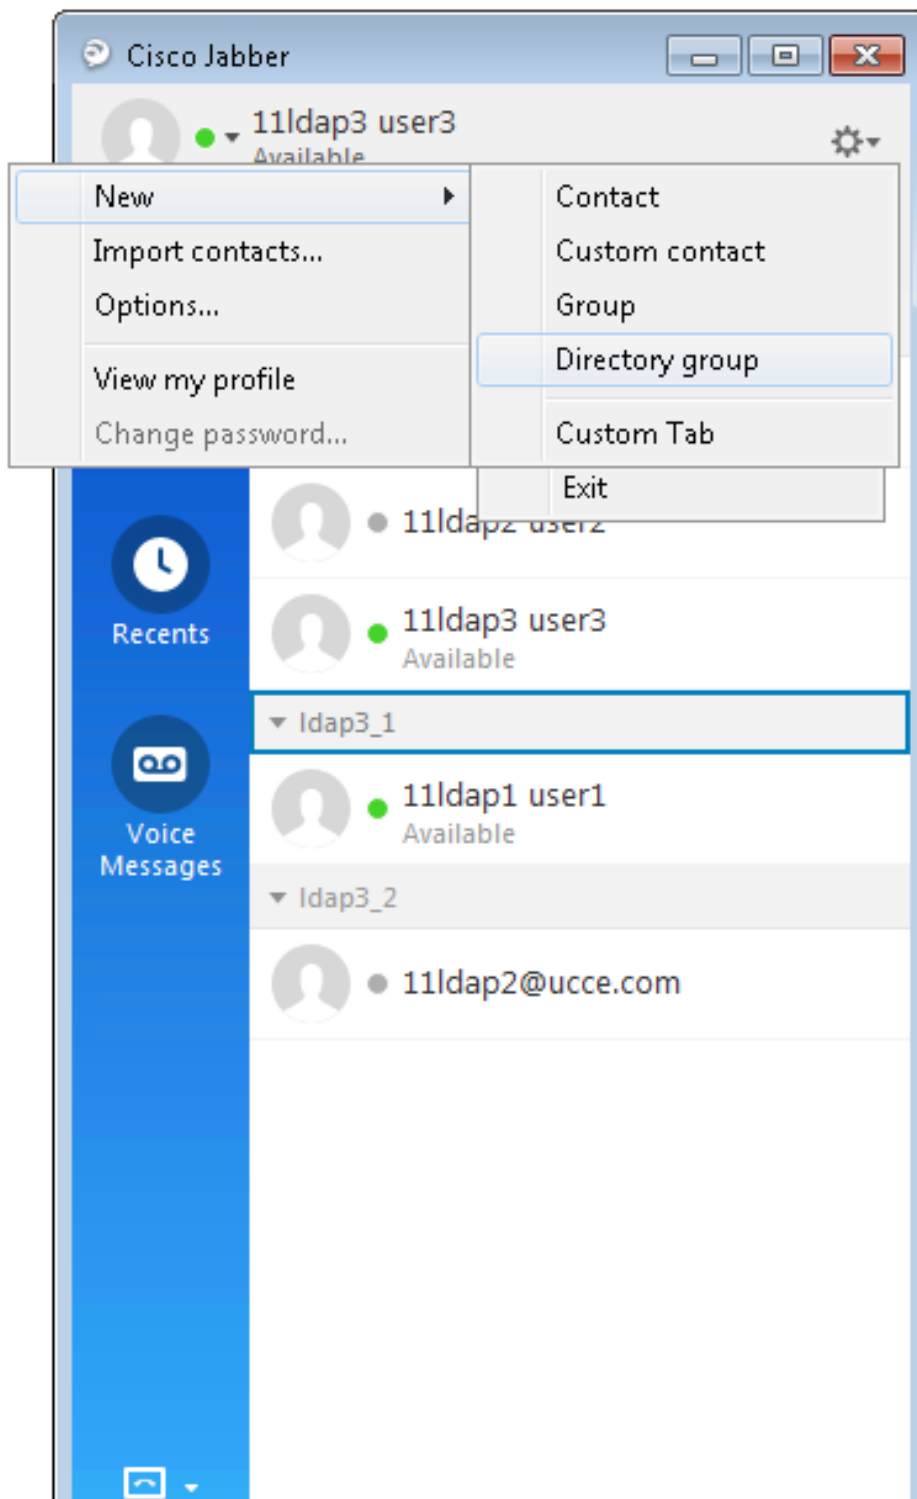 Cisco Jabber
11ldap3 user3
Available
New
Contact
Import contacts...
Custom contact
Options...
Group
Directory group
View my profile
Change password...
Custom Tab
Exit
11ldap2 user2
Recents
11ldap3 user3
Available
ldap3_1
11ldap1 user1
Available
Voice
Messages
ldap3_2
11ldap2@ucce.com